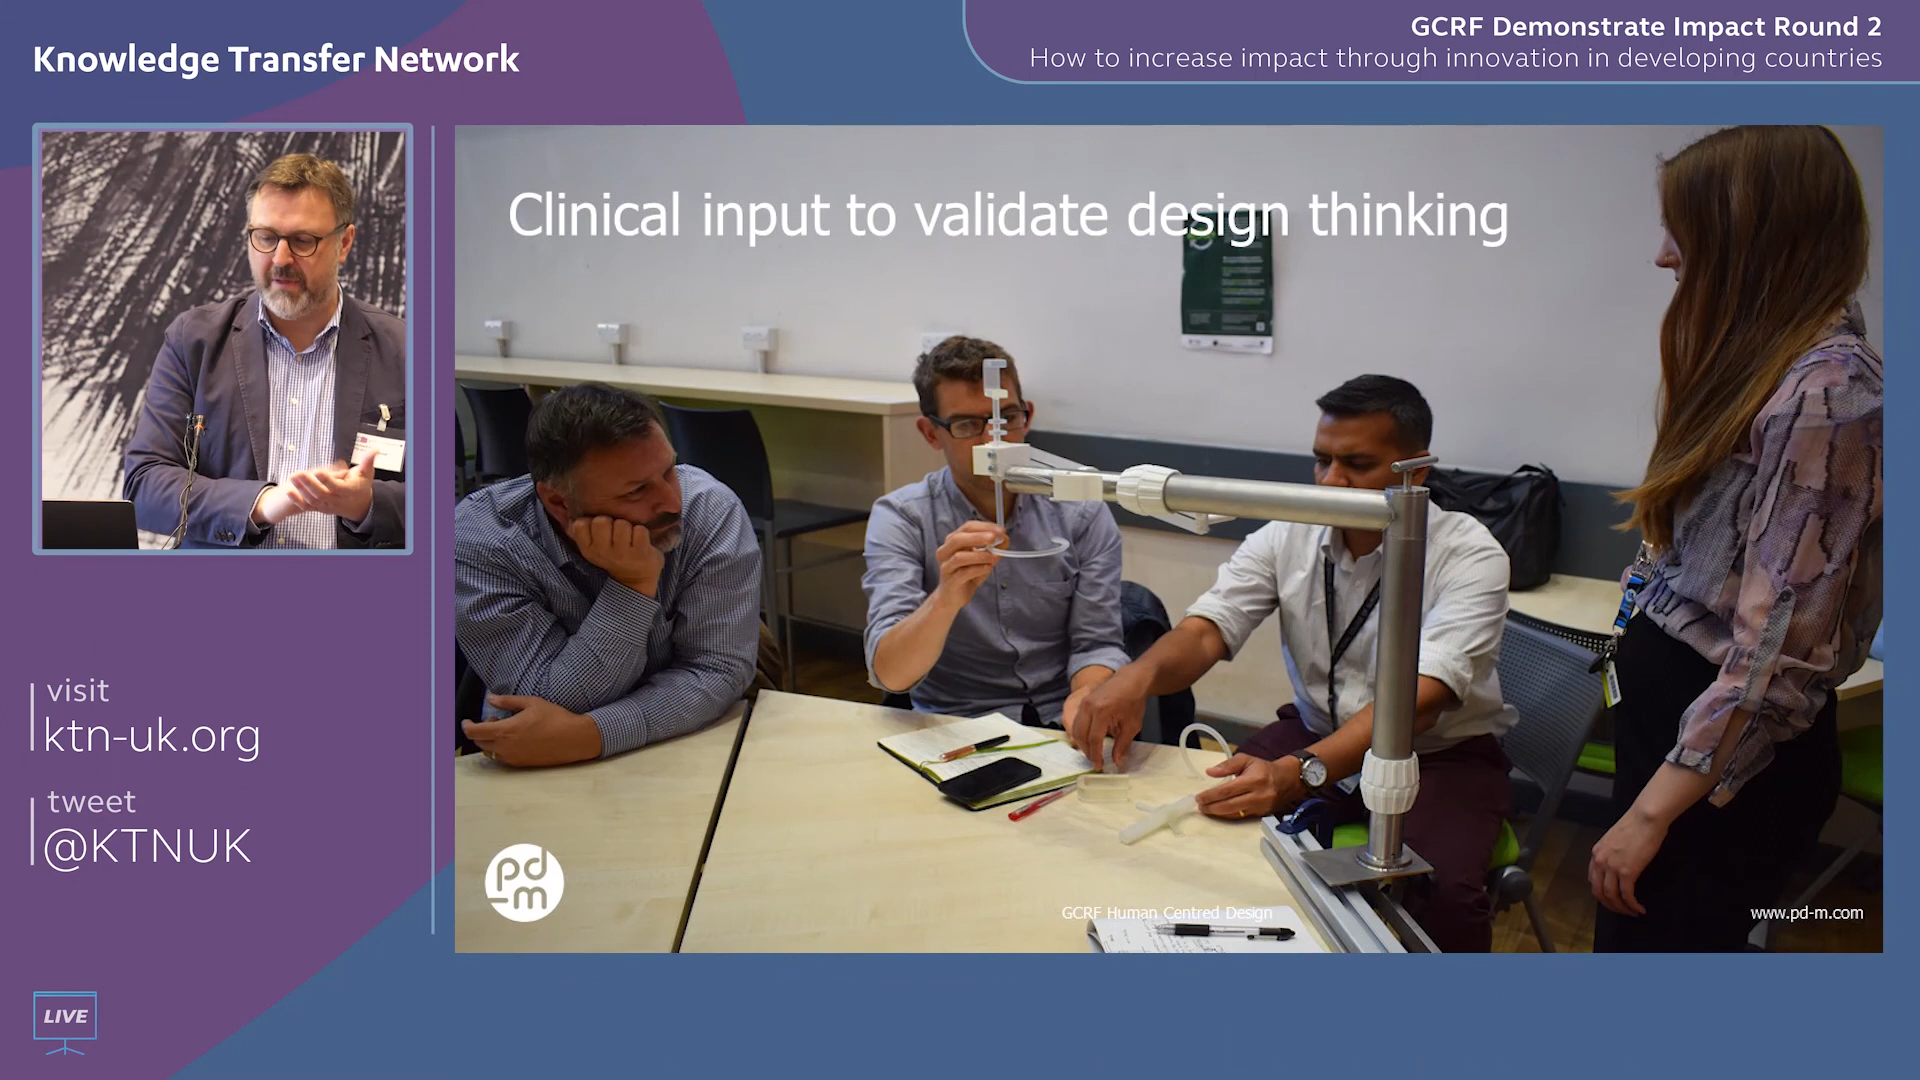 Knowledge Transfer Network
GCRF Demonstrate Impact Round 2
How to increase impact through innovation in developing countries
Clinical input to validate design thinking
visit
ktn-uk.org
tweet
@KTNUK
pd
-m
GCRF Human Centred Design
www.pd-m.com
LIVE